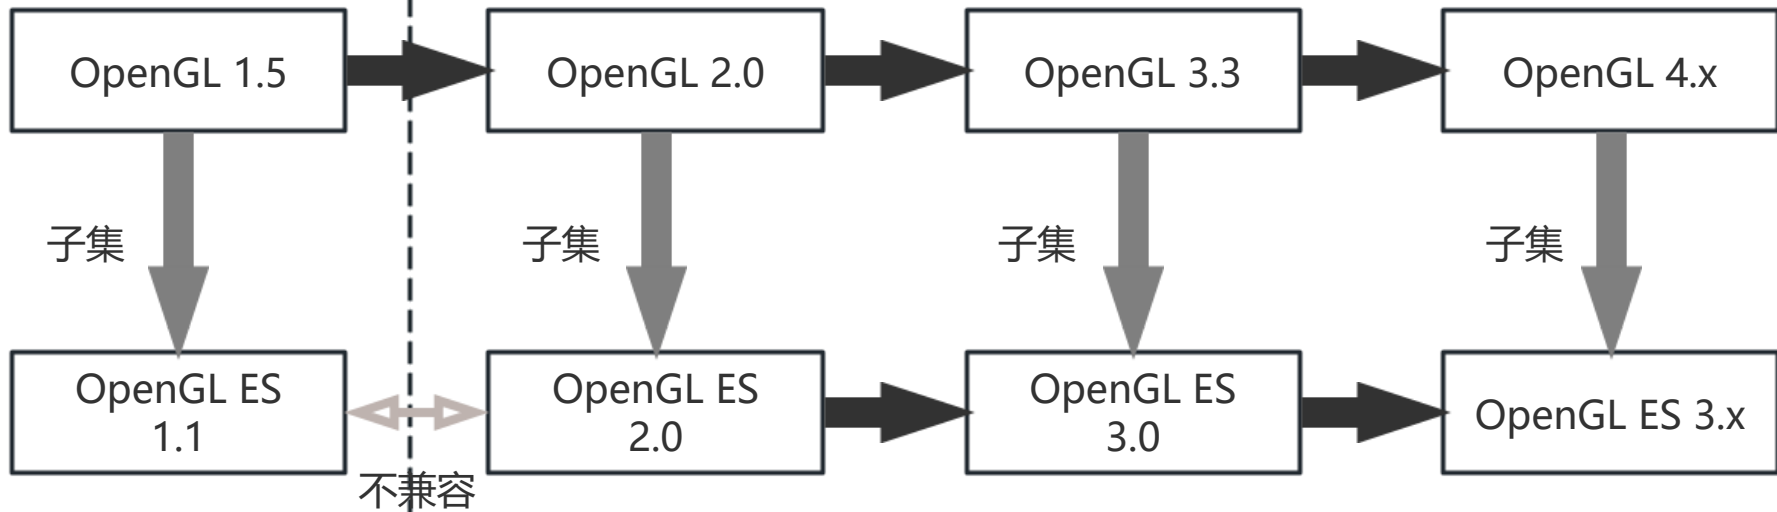 OpenGL 1.5
OpenGL 2.0
OpenGL 3.3
OpenGL 4.x
子集
子集
子集
子集
OpenGL ES
1.1
OpenGL ES
2.0
OpenGL ES
3.0
OpenGL ES 3.x
不兼容